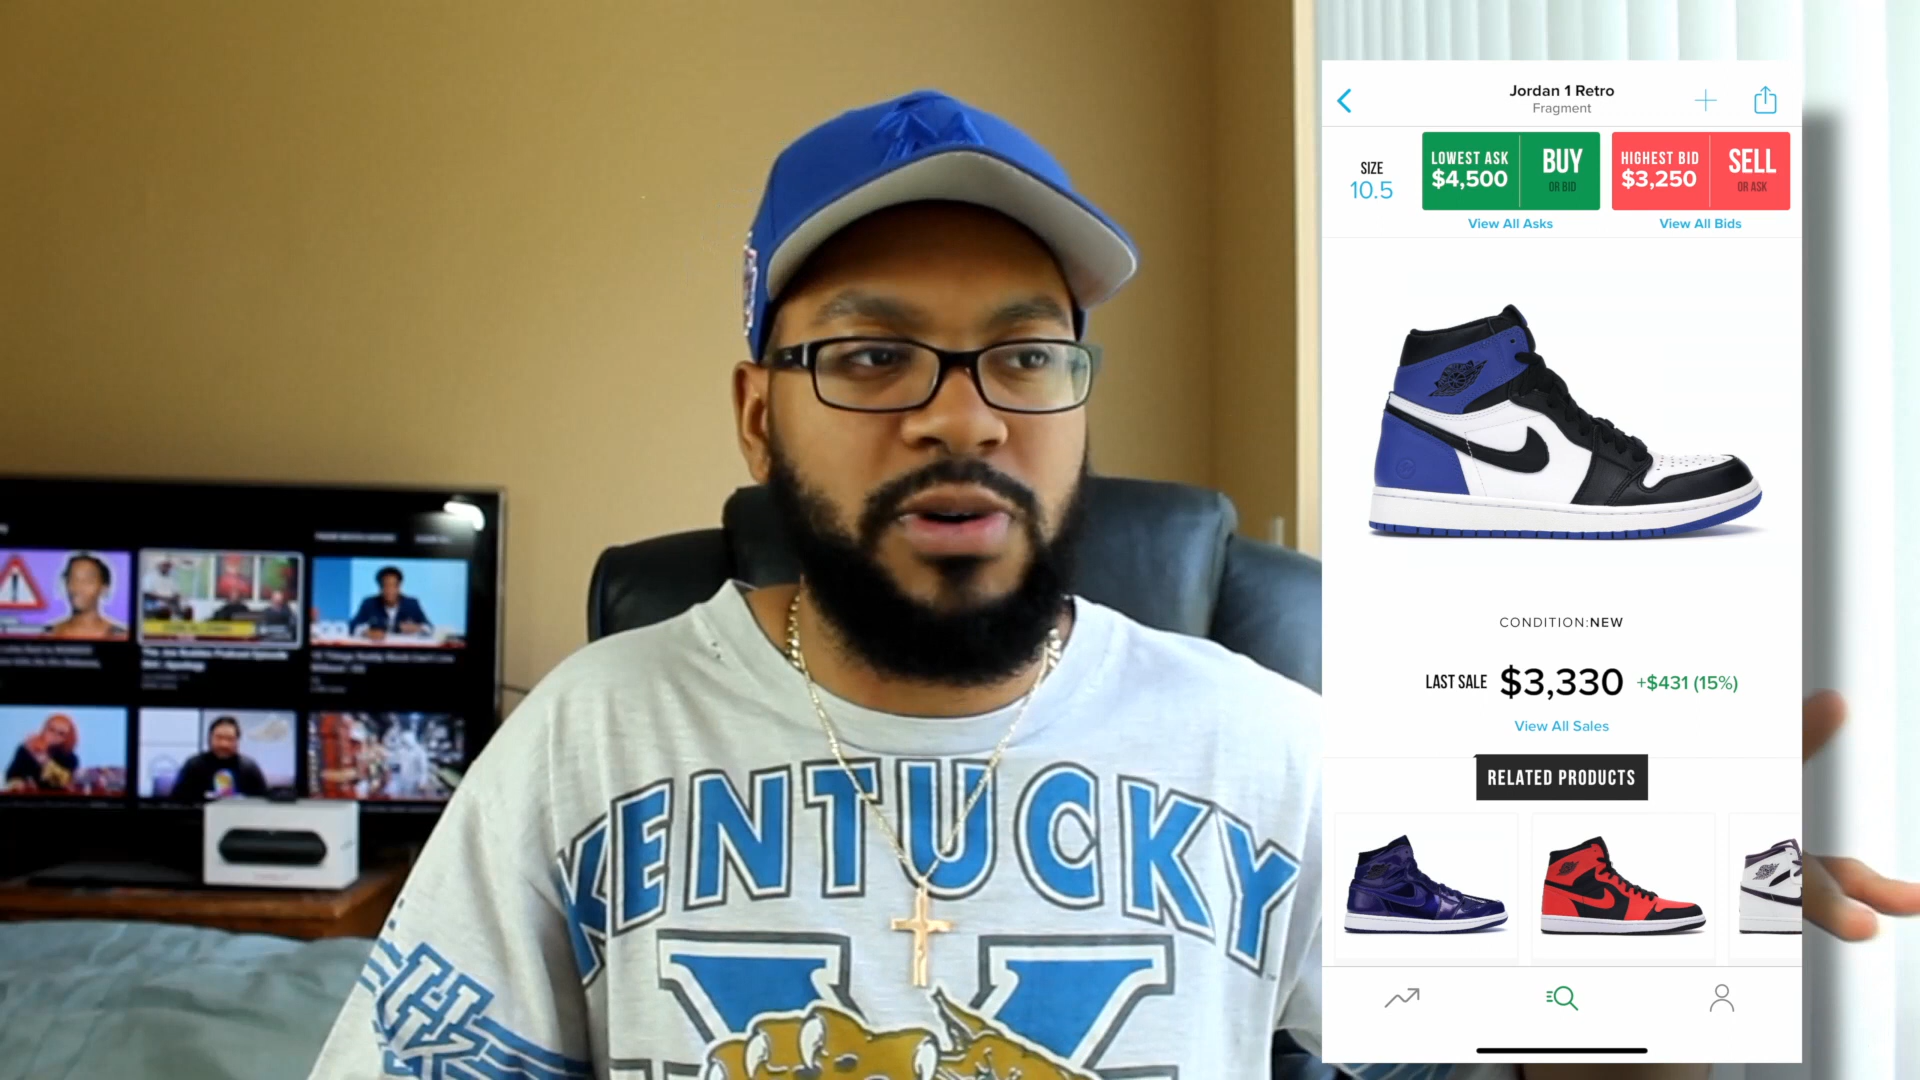 Jordan 1 Retro
Fragment
SIZE
10.5
LOWEST ASK
$4,500
BUY
OR BID
HIGHEST BID
$3,250
SELL
OR ASK
View All Asks
View All Bids
CONDITION:NEW
LAST SALE $3,330 +$431 (15%)
View All Sales
RELATED PRODUCTS
KENTUCKY